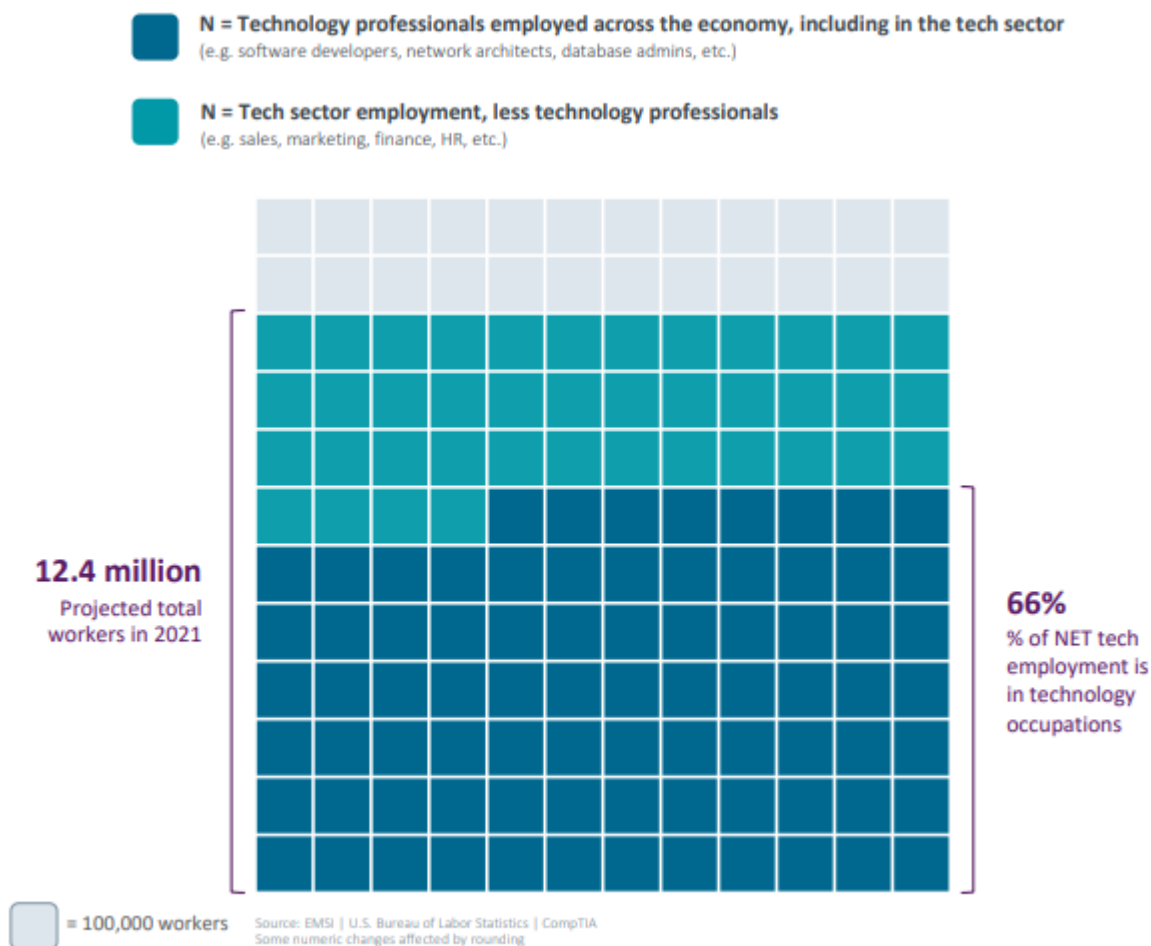 N = Technology professionals employed across the economy, including in the tech sector
(e.g. software developers, network architects, database admins, etc.)
N = Tech sector employment, less technology professionals
(e.g. sales, marketing, finance, HR, etc.)
12.4 million
Projected total
workers in 2021
66%
% of NET tech
employment is
in technology
occupations
= 100,000 workers
Source: EMSI | U.S. Bureau of Labor Statistics | CompTIA
Some numeric changes affected by rounding